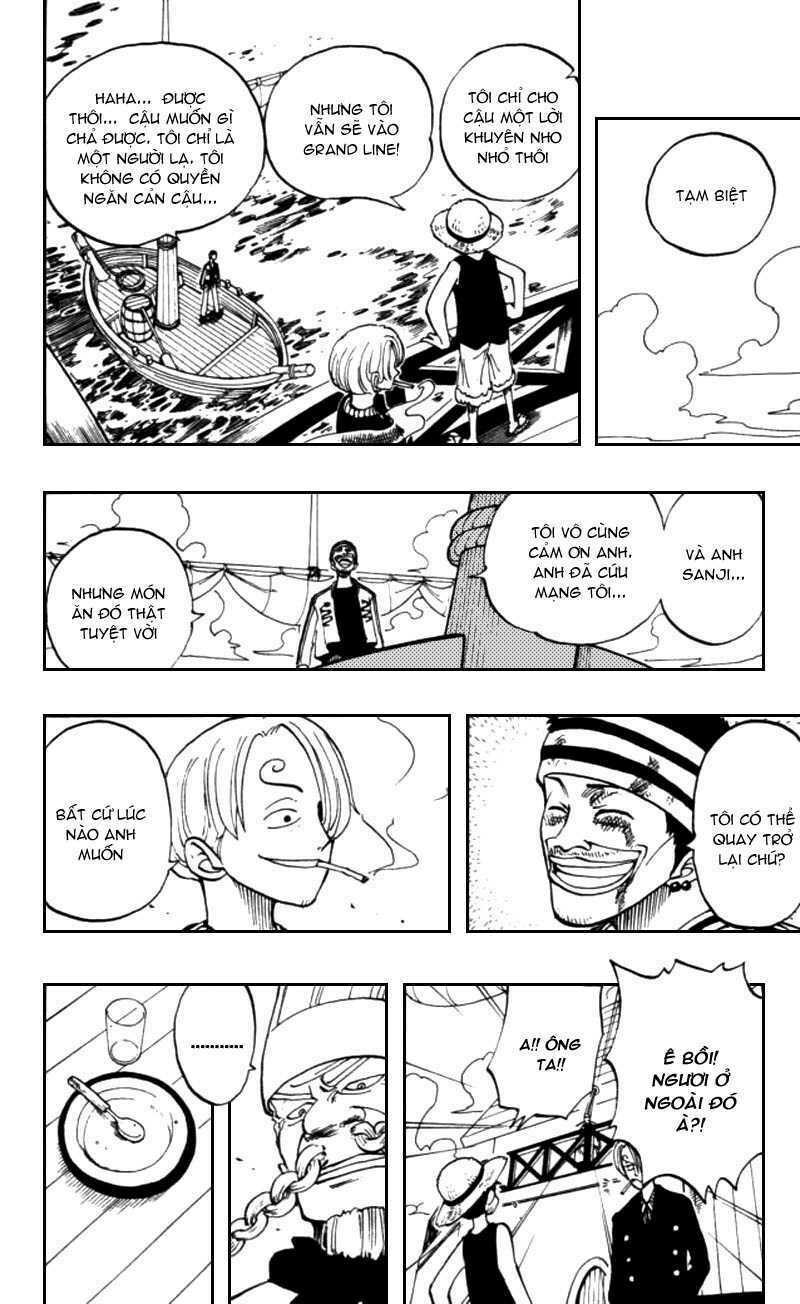 TÔI CHỈ CHO
CẬU MỘT LỜI
KHUYÊN NHO
NHỎ THÔI
NHƯNG TÔI
VẪN SẼ VÀO
GRAND LINE!
HAHA... ĐƯỢC
THÔI... CẬU MUỐN GÌ
CHẢ ĐƯỢC. TÔI CHỈ LÀ
MỘT NGƯỜI LẠ. TÔI
KHÔNG CÓ QUYỀN
NGĂN CẢN CẬU...
TẠM BIỆT
VÀ ANH
SANJI...
TÔI VÔ CÙNG
CẢM ƠN ANH.
ANH ĐÃ CỨU
MẠNG TÔI...
NHƯNG MÓN
ĂN ĐÓ THẬT
TUYỆT VỜI
TÔI CÓ THỂ
QUAY TRỞ
LẠI CHỨ?
BẤT CỨ LÚC
NÀO ANH
MUỐN
Ê BỒI!
NGƯƠI Ở
NGOÀI ĐÓ
À?!
A!! ÔNG
TA!!
............